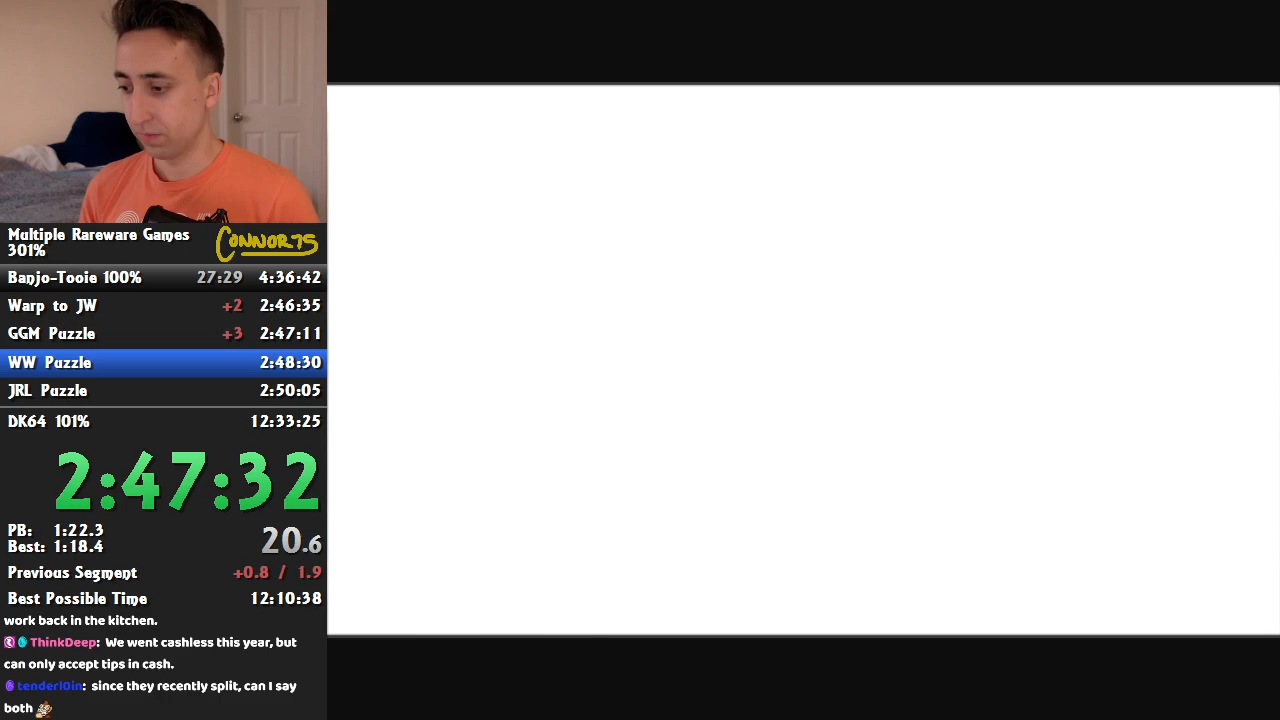 Multiple Rareware Games
301%
CONNOR75
Banjo-Tooie 100% 27:29 4:36:42
Warp to JW +2 2:46:35
GGM Puzzle +3 2:47:11
WW Puzzle 2:48:30
JRL Puzzle 2:50:05
DK64 101% 12:33:25
2:47:32
PB: 1:22.3
Best: 1:18.4
20.6
Previous Segment +0.8 / 1.9
Best Possible Time 12:10:38
work back in the kitchen.
ThinkDeep: We went cashless this year, but
can only accept tips in cash.
tenderl0in: since they recently split, can I say
both